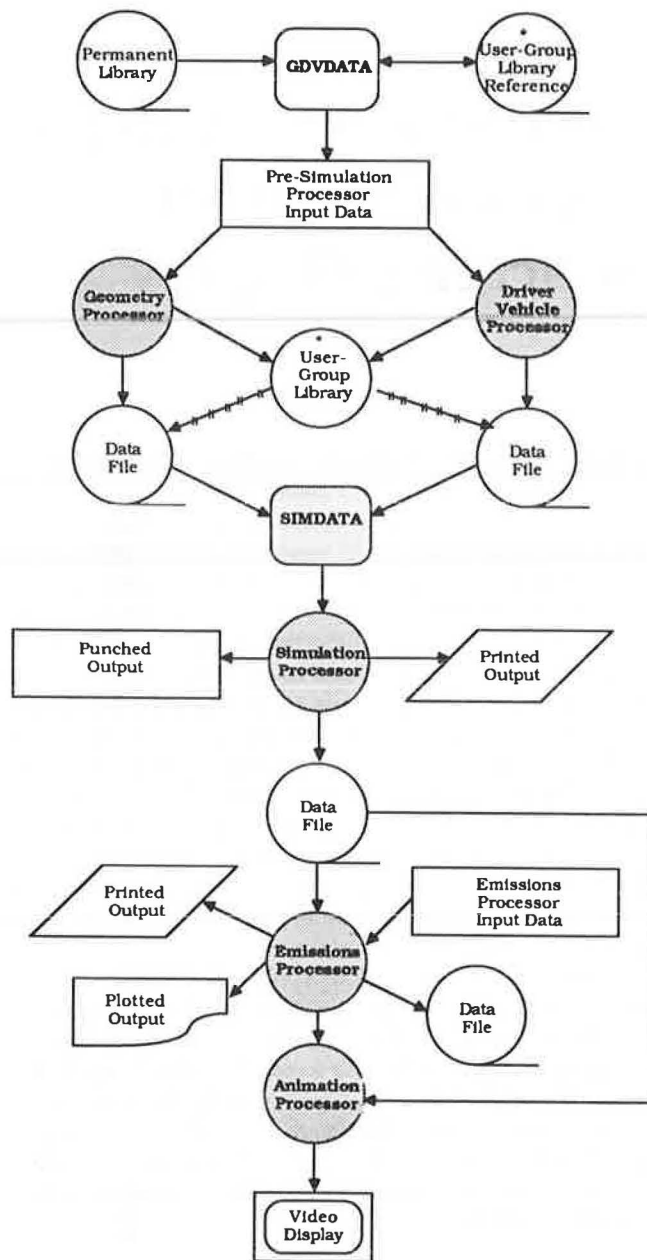 Permanent
Library
GDVDATA
*
User-Group
Library
Reference
Pre-Simulation
Processor
Input Data
Geometry
Processor
Driver
Vehicle
Processor
*
User-
Group
Library
Data
File
Data
File
SIMDATA
Punched
Output
Simulation
Processor
Printed
Output
Data
File
Printed
Output
Emissions
Processor
Input Data
Emissions
Processor
Plotted
Output
Data
File
Animation
Processor
Video
Display